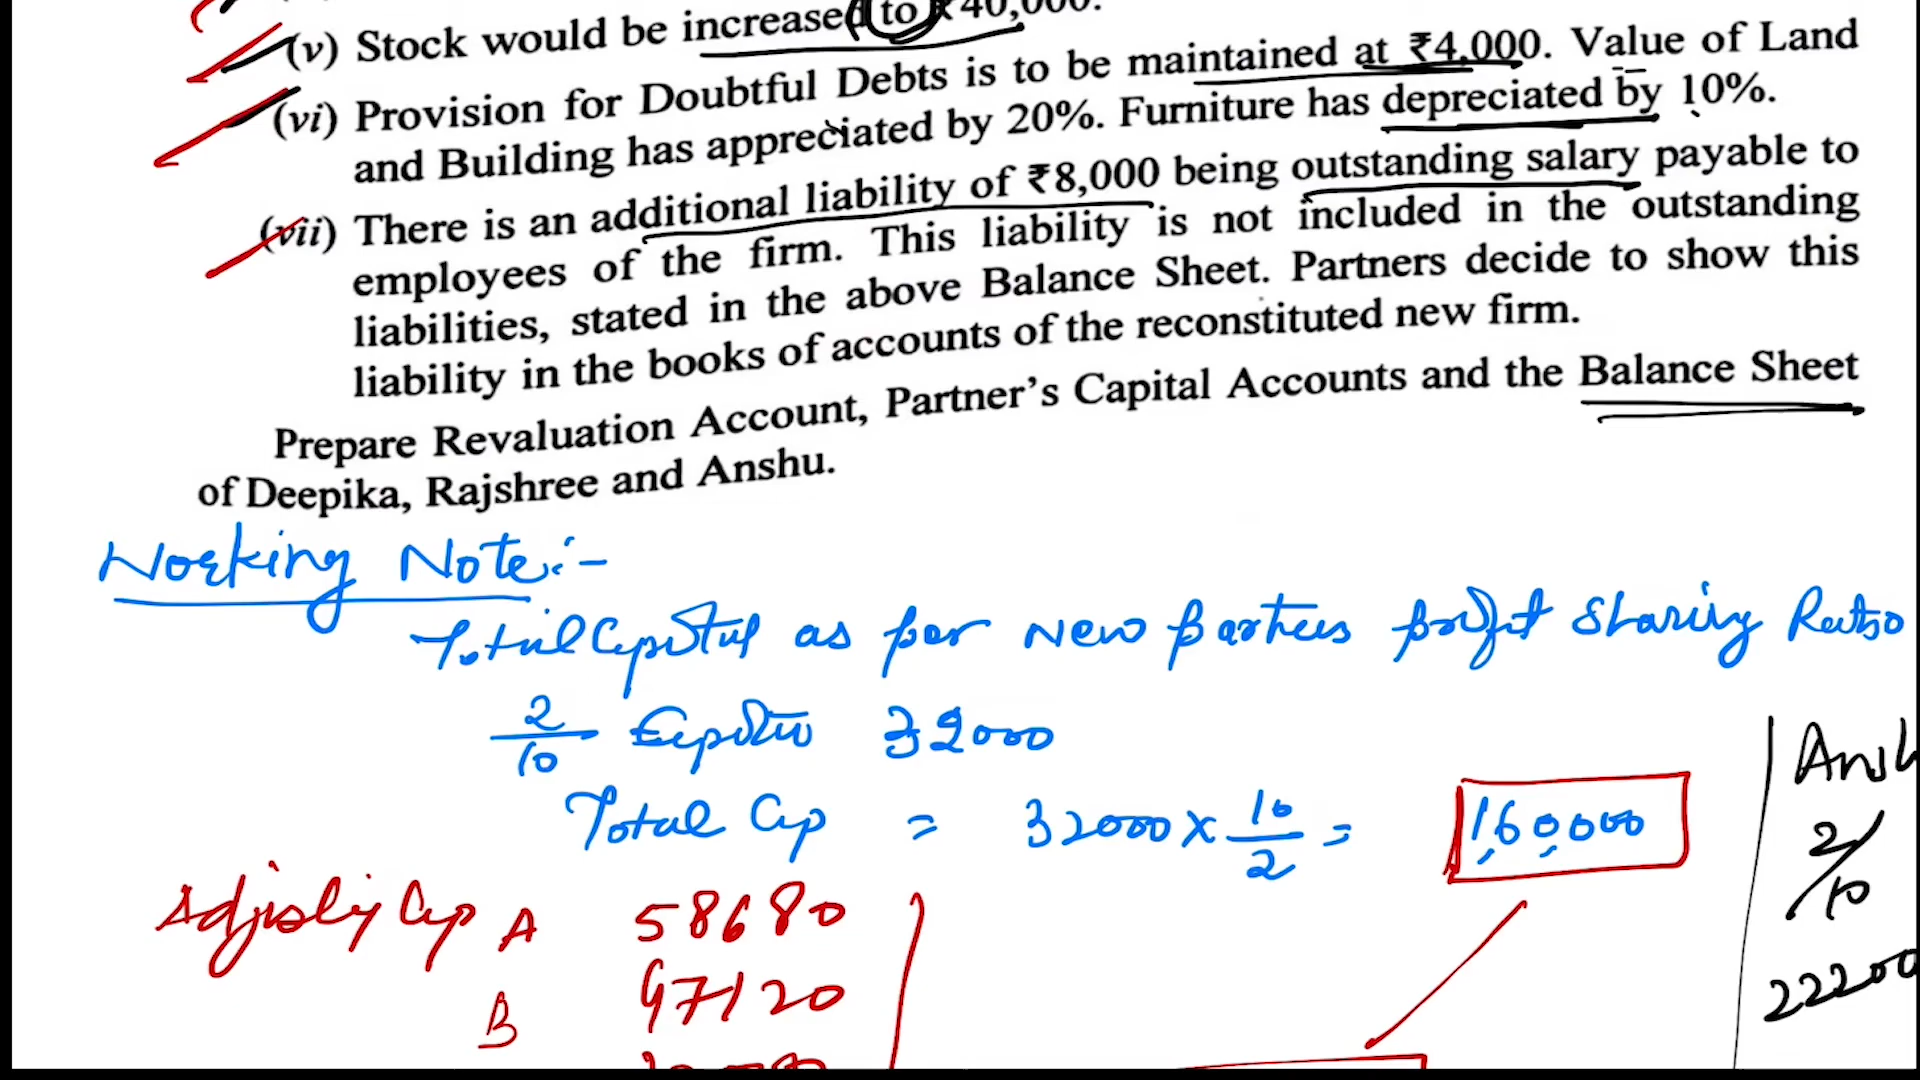 (v) Stock would be increased to ₹40,000.
(vi) Provision for Doubtful Debts is to be maintained at ₹4,000. Value of Land
and Building has appreciated by 20%. Furniture has depreciated by 10%.
(vii) There is an additional liability of ₹8,000 being outstanding salary payable to
employees of the firm. This liability is not included in the outstanding
liabilities, stated in the above Balance Sheet. Partners decide to show this
liability in the books of accounts of the reconstituted new firm.
Prepare Revaluation Account, Partner's Capital Accounts and the Balance Sheet
of Deepika, Rajshree and Anshu.
Working Note:-
Total Capital as per New partners profit Sharing Ratio
2/10 32000
Total Cap = 32000 × 10/2 = 160000
Cap A 58680
B 47120
Ansh
2/10
22200